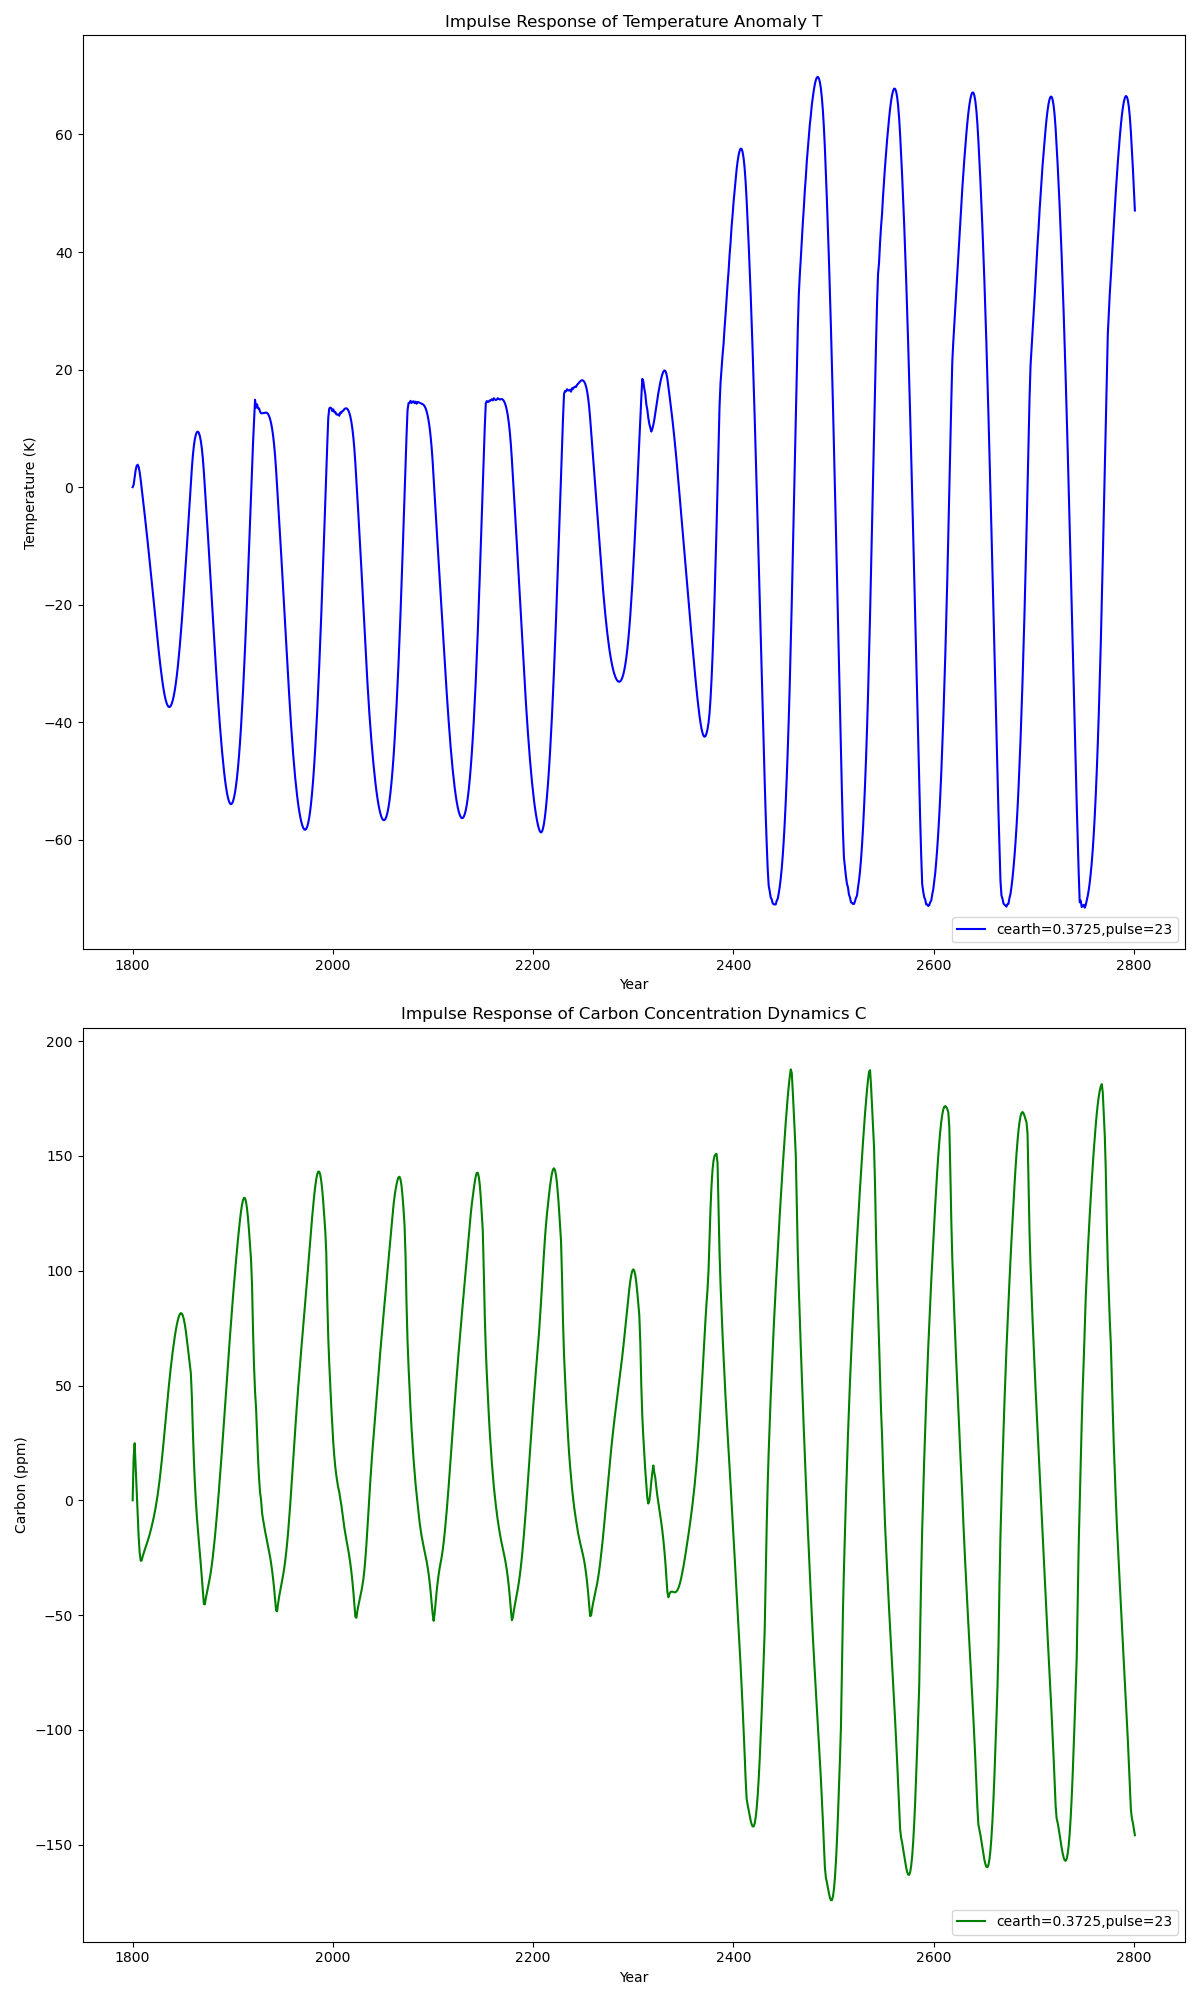 Impulse Response of Temperature Anomaly T
Temperature (K)
60
40
20
0
−20
−40
−60
1800 2000 2200 2400 2600 2800
Year
cearth=0.3725,pulse=23
Impulse Response of Carbon Concentration Dynamics C
Carbon (ppm)
200
150
100
50
0
−50
−100
−150
1800 2000 2200 2400 2600 2800
Year
cearth=0.3725,pulse=23